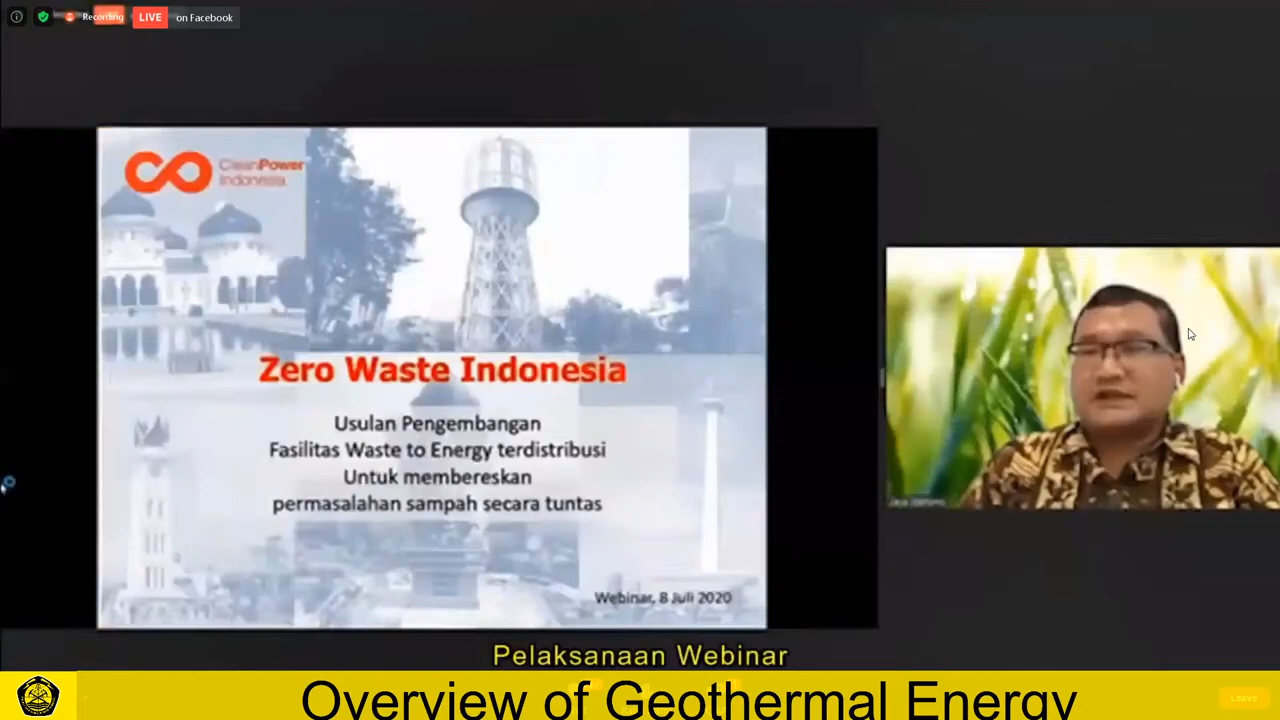 Recording
LIVE
on Facebook
CleanPower
Indonesia
Zero Waste Indonesia
Usulan Pengembangan
Fasilitas Waste to Energy terdistribusi
Untuk membereskan
permasalahan sampah secara tuntas
Webinar, 8 Juli 2020
Pelaksanaan Webinar
Overview of Geothermal Energy
Leave